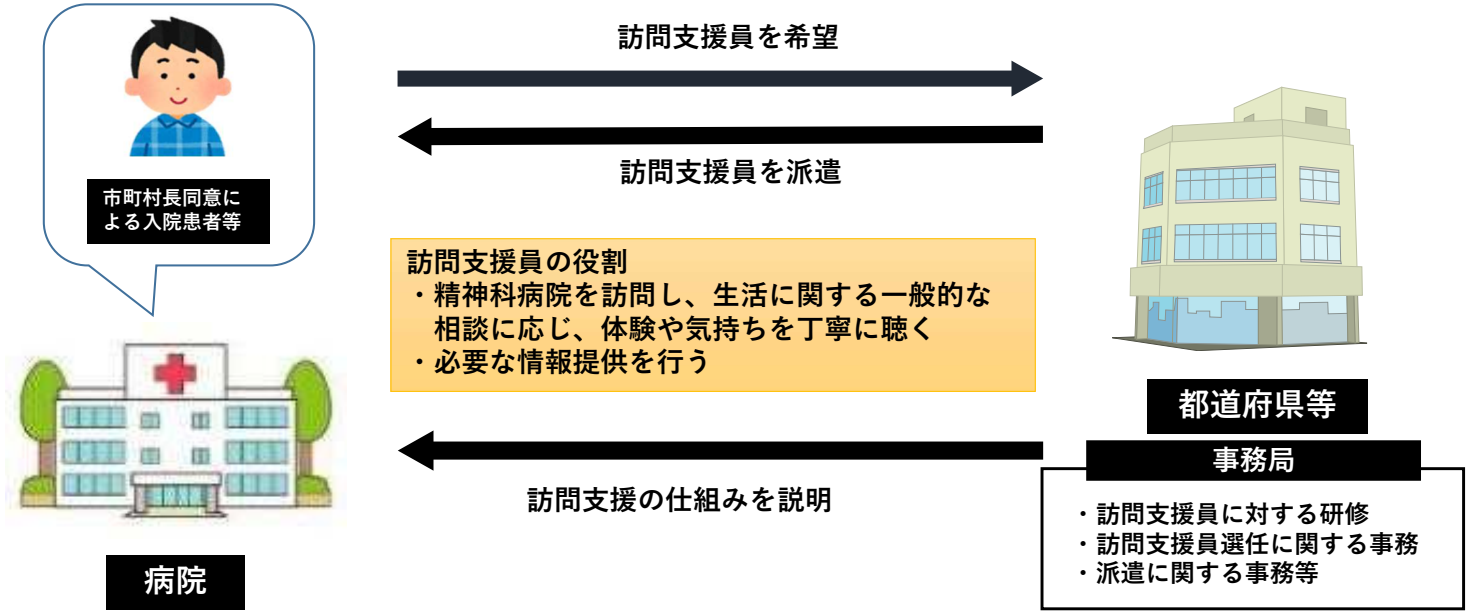 訪問支援員を希望
訪問支援員を派遣
市町村長同意に
よる入院患者等
訪問支援員の役割
・精神科病院を訪問し、生活に関する一般的な
相談に応じ、体験や気持ちを丁寧に聴く
・必要な情報提供を行う
都道府県等
事務局
・訪問支援員に対する研修
・訪問支援員選任に関する事務
・派遣に関する事務等
訪問支援の仕組みを説明
病院